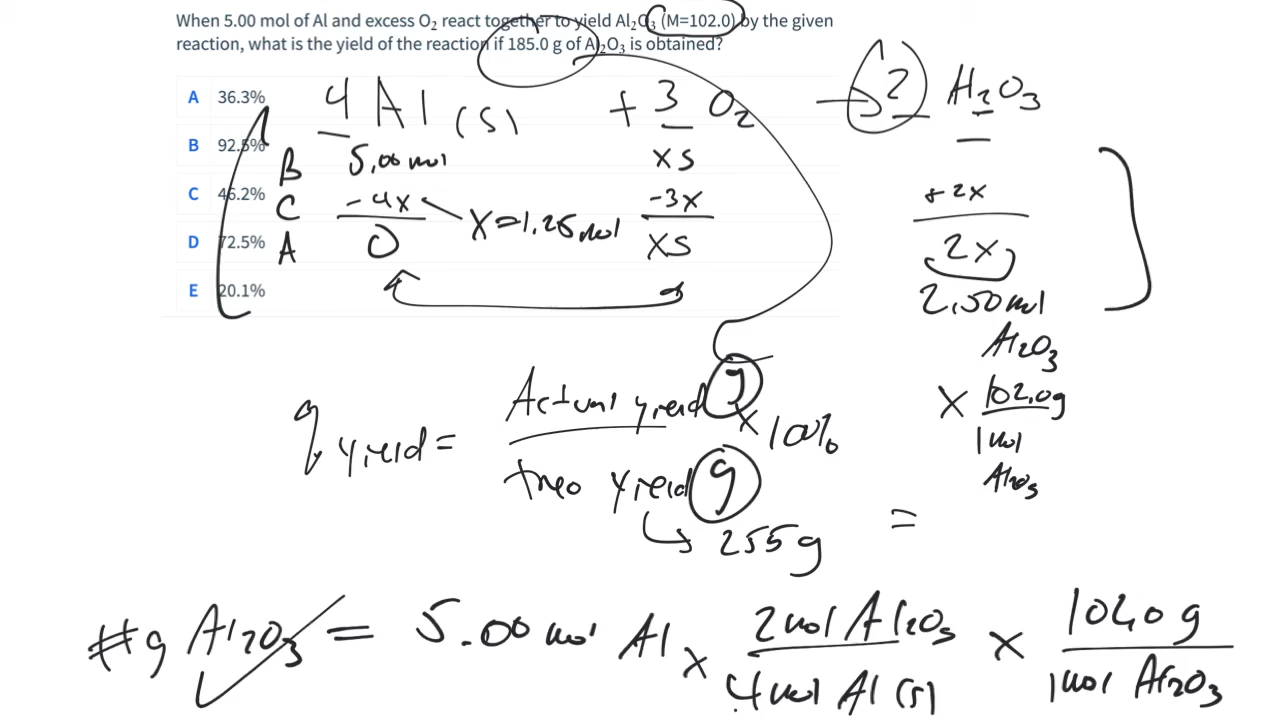 When 5.00 mol of Al and excess O₂ react together to yield Al₂O₃ (M=102.0) by the given
reaction, what is the yield of the reaction if 185.0 g of Al₂O₃ is obtained?
A 36.3%
B 92.5%
C 46.2%
D 72.5%
E 20.1%
4 Al (s) + 3 O₂ → 2 Al₂O₃
B 5.00 mol xs
C -4x -3x +2x
x = 1.25 mol
A 0 xs 2x
2.50 mol
Al₂O₃
x 102.0g
1 mol
Al₂O₃
% yield = Actual yield g x 100%
theo yield g
255 g =
#g Al₂O₃ = 5.00 mol Al x 2 mol Al₂O₃ x 102.0 g
4 mol Al (s) 1 mol Al₂O₃